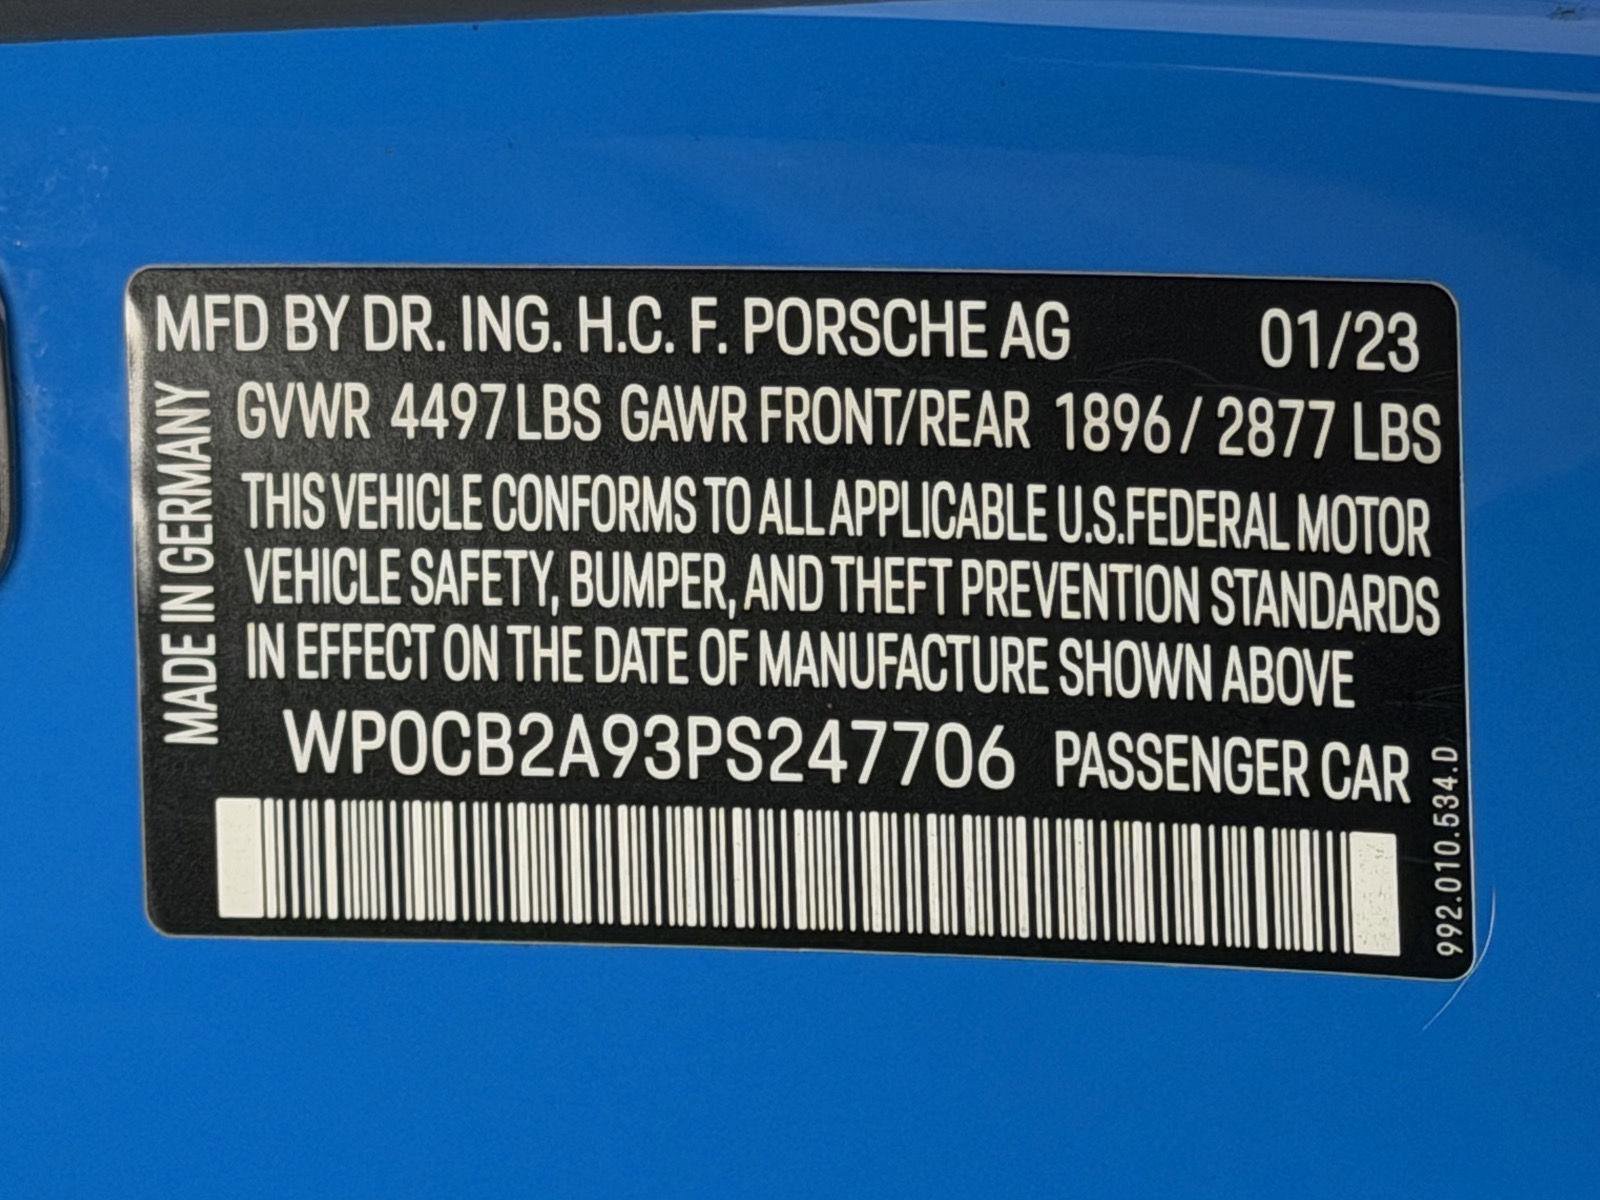 MFD BY DR. ING. H.C. F. PORSCHE AG 01/23
GVWR 4497 LBS GAWR FRONT/REAR 1896 / 2877 LBS
THIS VEHICLE CONFORMS TO ALL APPLICABLE U.S.FEDERAL MOTOR
VEHICLE SAFETY, BUMPER, AND THEFT PREVENTION STANDARDS
IN EFFECT ON THE DATE OF MANUFACTURE SHOWN ABOVE
WP0CB2A93PS247706 PASSENGER CAR
MADE IN GERMANY
992.010.534.D